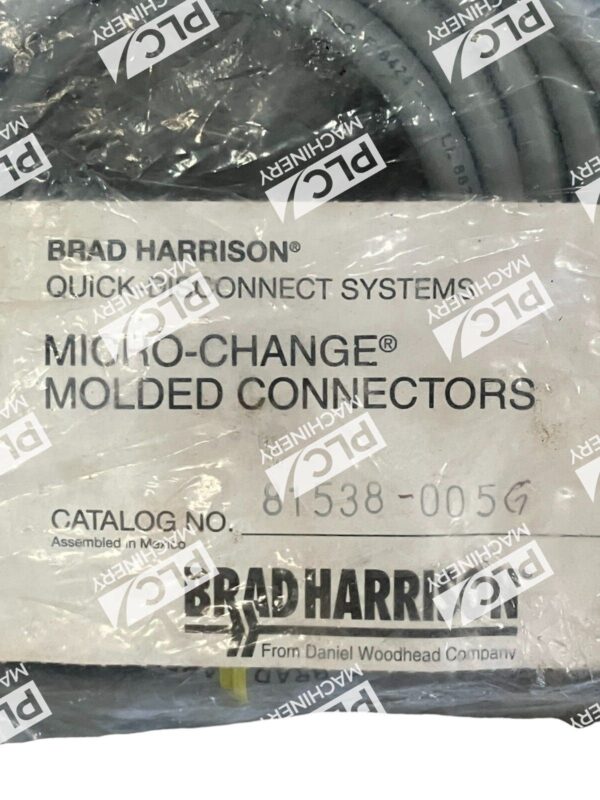 BRAD HARRISON®
QUICK-DISCONNECT SYSTEMS
MICRO-CHANGE®
MOLDED CONNECTORS
CATALOG NO. 81538-005G
Assembled in Mexico
BRAD HARRISON
From Daniel Woodhead Company
PLC MACHINERY